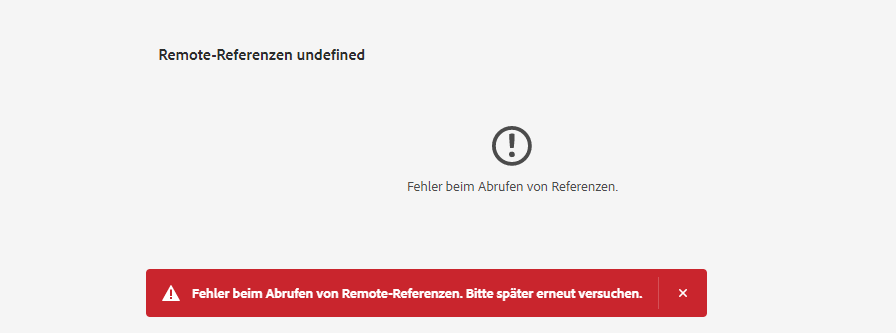 Remote-Referenzen undefined
Fehler beim Abrufen von Referenzen.
Fehler beim Abrufen von Remote-Referenzen. Bitte später erneut versuchen.